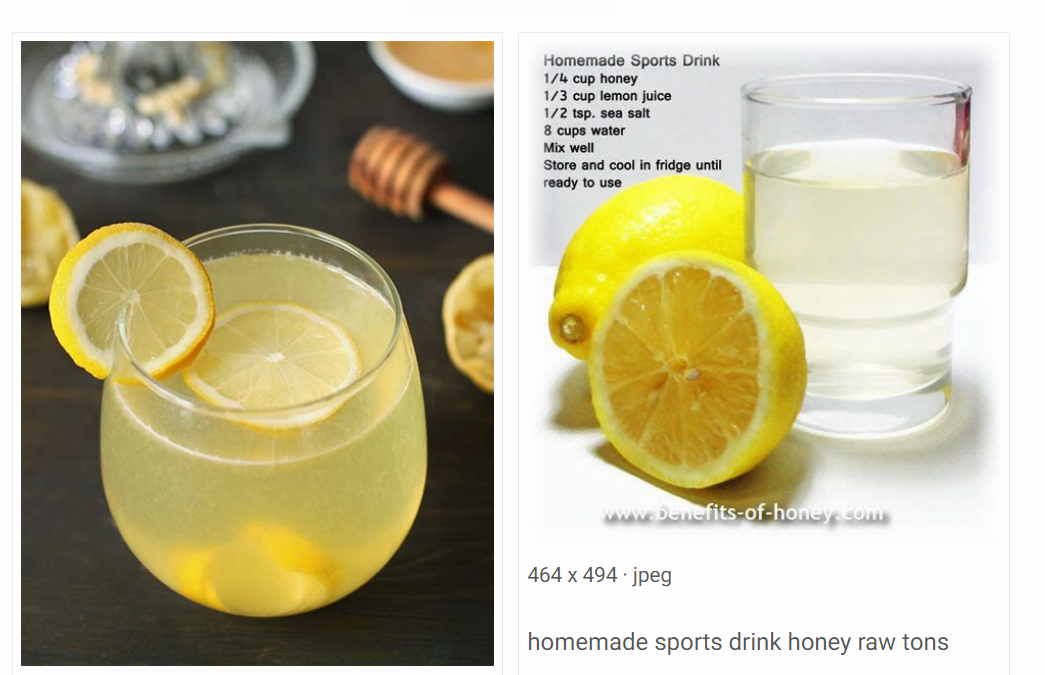 Homemade Sports Drink
1/4 cup honey
1/3 cup lemon juice
1/2 tsp. sea salt
8 cups water
Mix well
Store and cool in fridge until
ready to use
www.benefits-of-honey.com
464 x 494 · jpeg
homemade sports drink honey raw tons